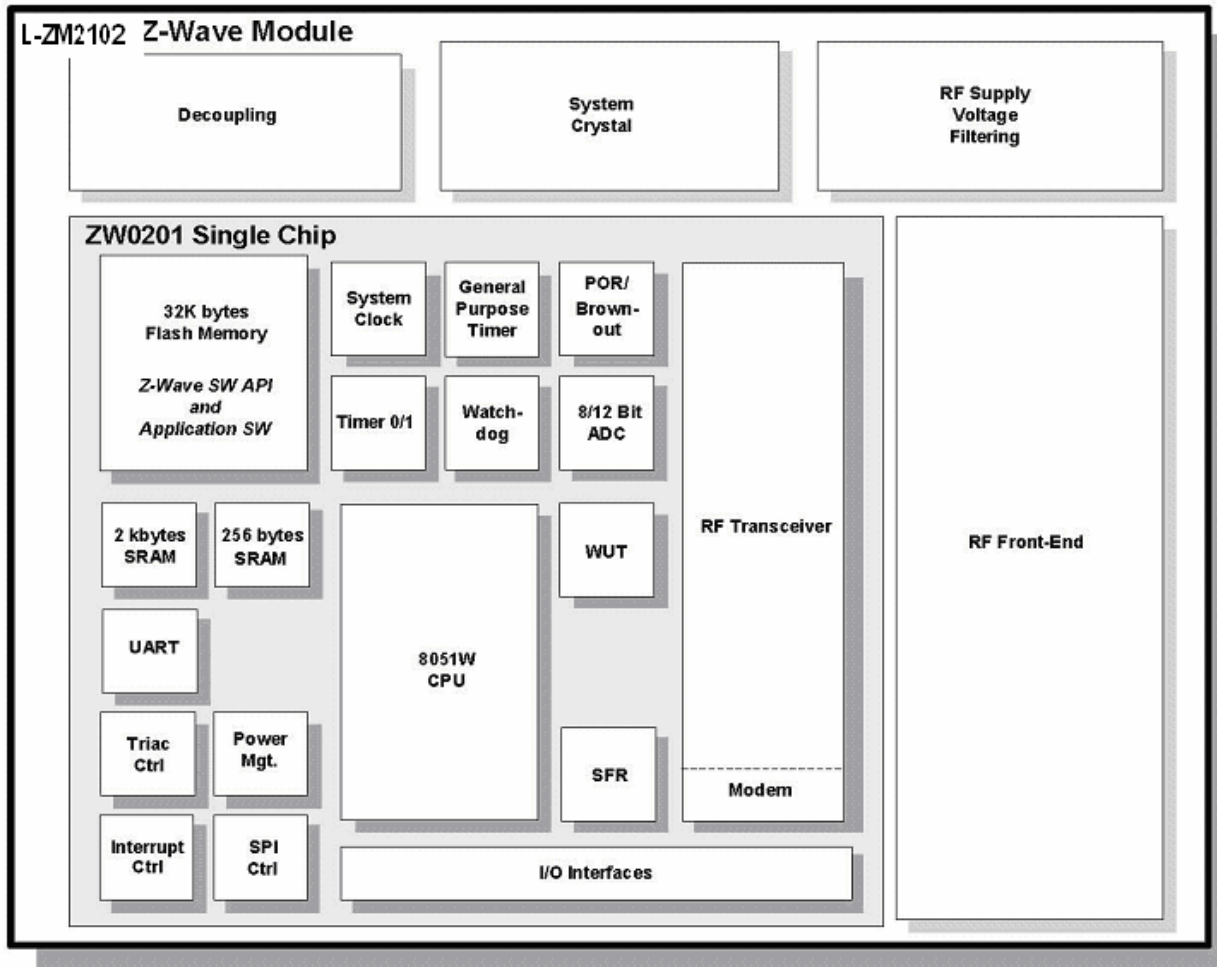 L-ZM2102 Z-Wave Module
Decoupling
System
Crystal
RF Supply
Voltage
Filtering
ZW0201 Single Chip
32K bytes
Flash Memory
Z-Wave SW API
and
Application SW
System
Clock
General
Purpose
Timer
POR/
Brown-
out
Timer 0/1
Watch-
dog
8/12 Bit
ADC
RF Transceiver
Modem
RF Front-End
2 kbytes
SRAM
256 bytes
SRAM
8051W
CPU
WUT
UART
Triac
Ctrl
Power
Mgt.
SFR
Interrupt
Ctrl
SPI
Ctrl
I/O Interfaces